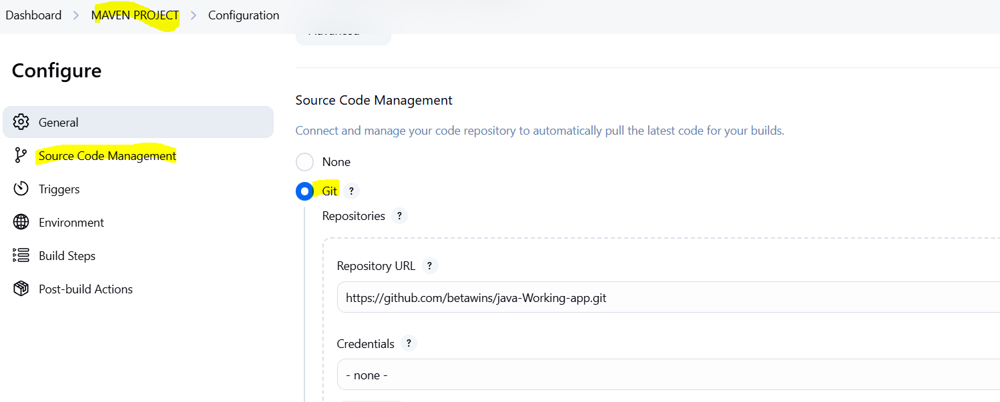 Dashboard > MAVEN PROJECT > Configuration
Advanced
Configure
General
Source Code Management
Triggers
Environment
Build Steps
Post-build Actions
Source Code Management
Connect and manage your code repository to automatically pull the latest code for your builds.
None
Git ?
Repositories ?
Repository URL ?
https://github.com/betawins/java-Working-app.git
Credentials ?
- none -